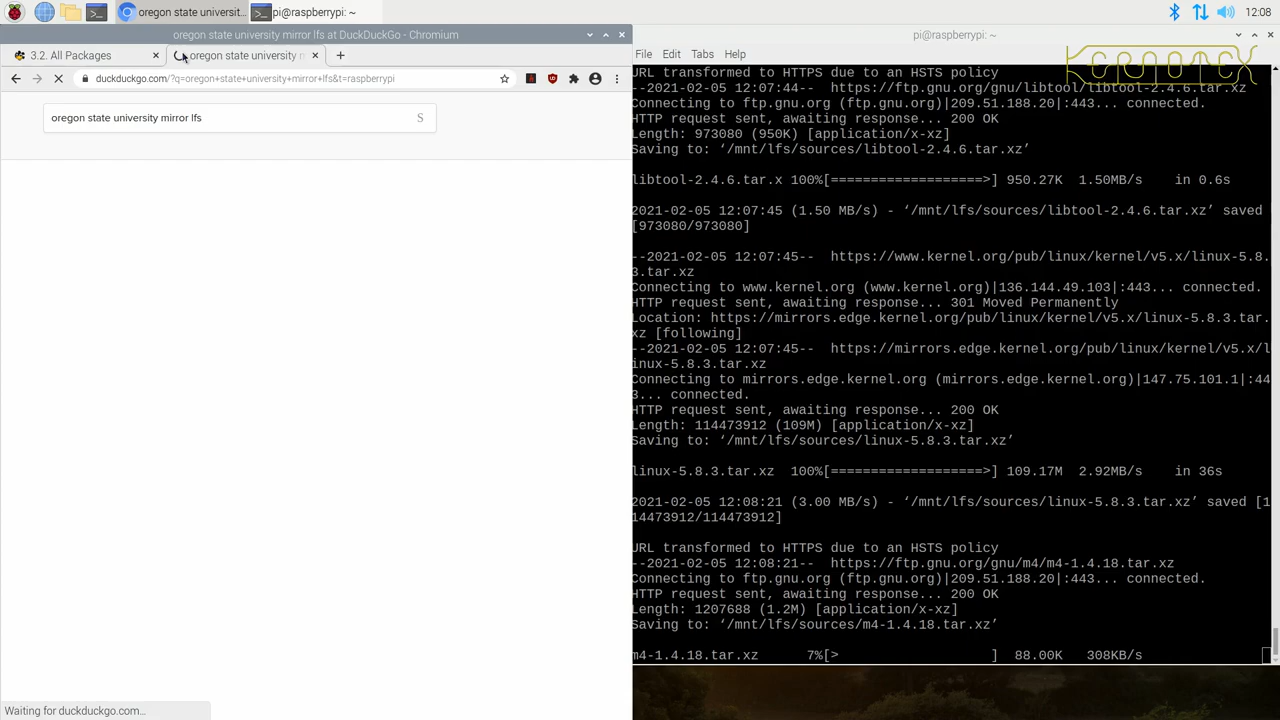 oregon state universit...
pi@raspberrypi: ~
12:08
oregon state university mirror lfs at DuckDuckGo - Chromium
pi@raspberrypi: ~
3.2. All Packages
oregon state university m
File Edit Tabs Help
duckduckgo.com/?q=oregon+state+university+mirror+lfs&t=raspberrypi
oregon state university mirror lfs
S
KERNOTEX
URL transformed to HTTPS due to an HSTS policy
--2021-02-05 12:07:44--  https://ftp.gnu.org/gnu/libtool/libtool-2.4.6.tar.xz
Connecting to ftp.gnu.org (ftp.gnu.org)|209.51.188.20|:443... connected.
HTTP request sent, awaiting response... 200 OK
Length: 973080 (950K) [application/x-xz]
Saving to: ‘/mnt/lfs/sources/libtool-2.4.6.tar.xz’
libtool-2.4.6.tar.x 100%[===================>] 950.27K  1.50MB/s    in 0.6s
2021-02-05 12:07:45 (1.50 MB/s) - ‘/mnt/lfs/sources/libtool-2.4.6.tar.xz’ saved
[973080/973080]
--2021-02-05 12:07:45--  https://www.kernel.org/pub/linux/kernel/v5.x/linux-5.8.
3.tar.xz
Connecting to www.kernel.org (www.kernel.org)|136.144.49.103|:443... connected.
HTTP request sent, awaiting response... 301 Moved Permanently
Location: https://mirrors.edge.kernel.org/pub/linux/kernel/v5.x/linux-5.8.3.tar.
xz [following]
--2021-02-05 12:07:45--  https://mirrors.edge.kernel.org/pub/linux/kernel/v5.x/l
inux-5.8.3.tar.xz
Connecting to mirrors.edge.kernel.org (mirrors.edge.kernel.org)|147.75.101.1|:44
3... connected.
HTTP request sent, awaiting response... 200 OK
Length: 114473912 (109M) [application/x-xz]
Saving to: ‘/mnt/lfs/sources/linux-5.8.3.tar.xz’
linux-5.8.3.tar.xz  100%[===================>] 109.17M  2.92MB/s    in 36s
2021-02-05 12:08:21 (3.00 MB/s) - ‘/mnt/lfs/sources/linux-5.8.3.tar.xz’ saved [1
14473912/114473912]
URL transformed to HTTPS due to an HSTS policy
--2021-02-05 12:08:21--  https://ftp.gnu.org/gnu/m4/m4-1.4.18.tar.xz
Connecting to ftp.gnu.org (ftp.gnu.org)|209.51.188.20|:443... connected.
HTTP request sent, awaiting response... 200 OK
Length: 1207688 (1.2M) [application/x-xz]
Saving to: ‘/mnt/lfs/sources/m4-1.4.18.tar.xz’
m4-1.4.18.tar.xz      7%[>                   ]  88.00K   308KB/s
Waiting for duckduckgo.com...